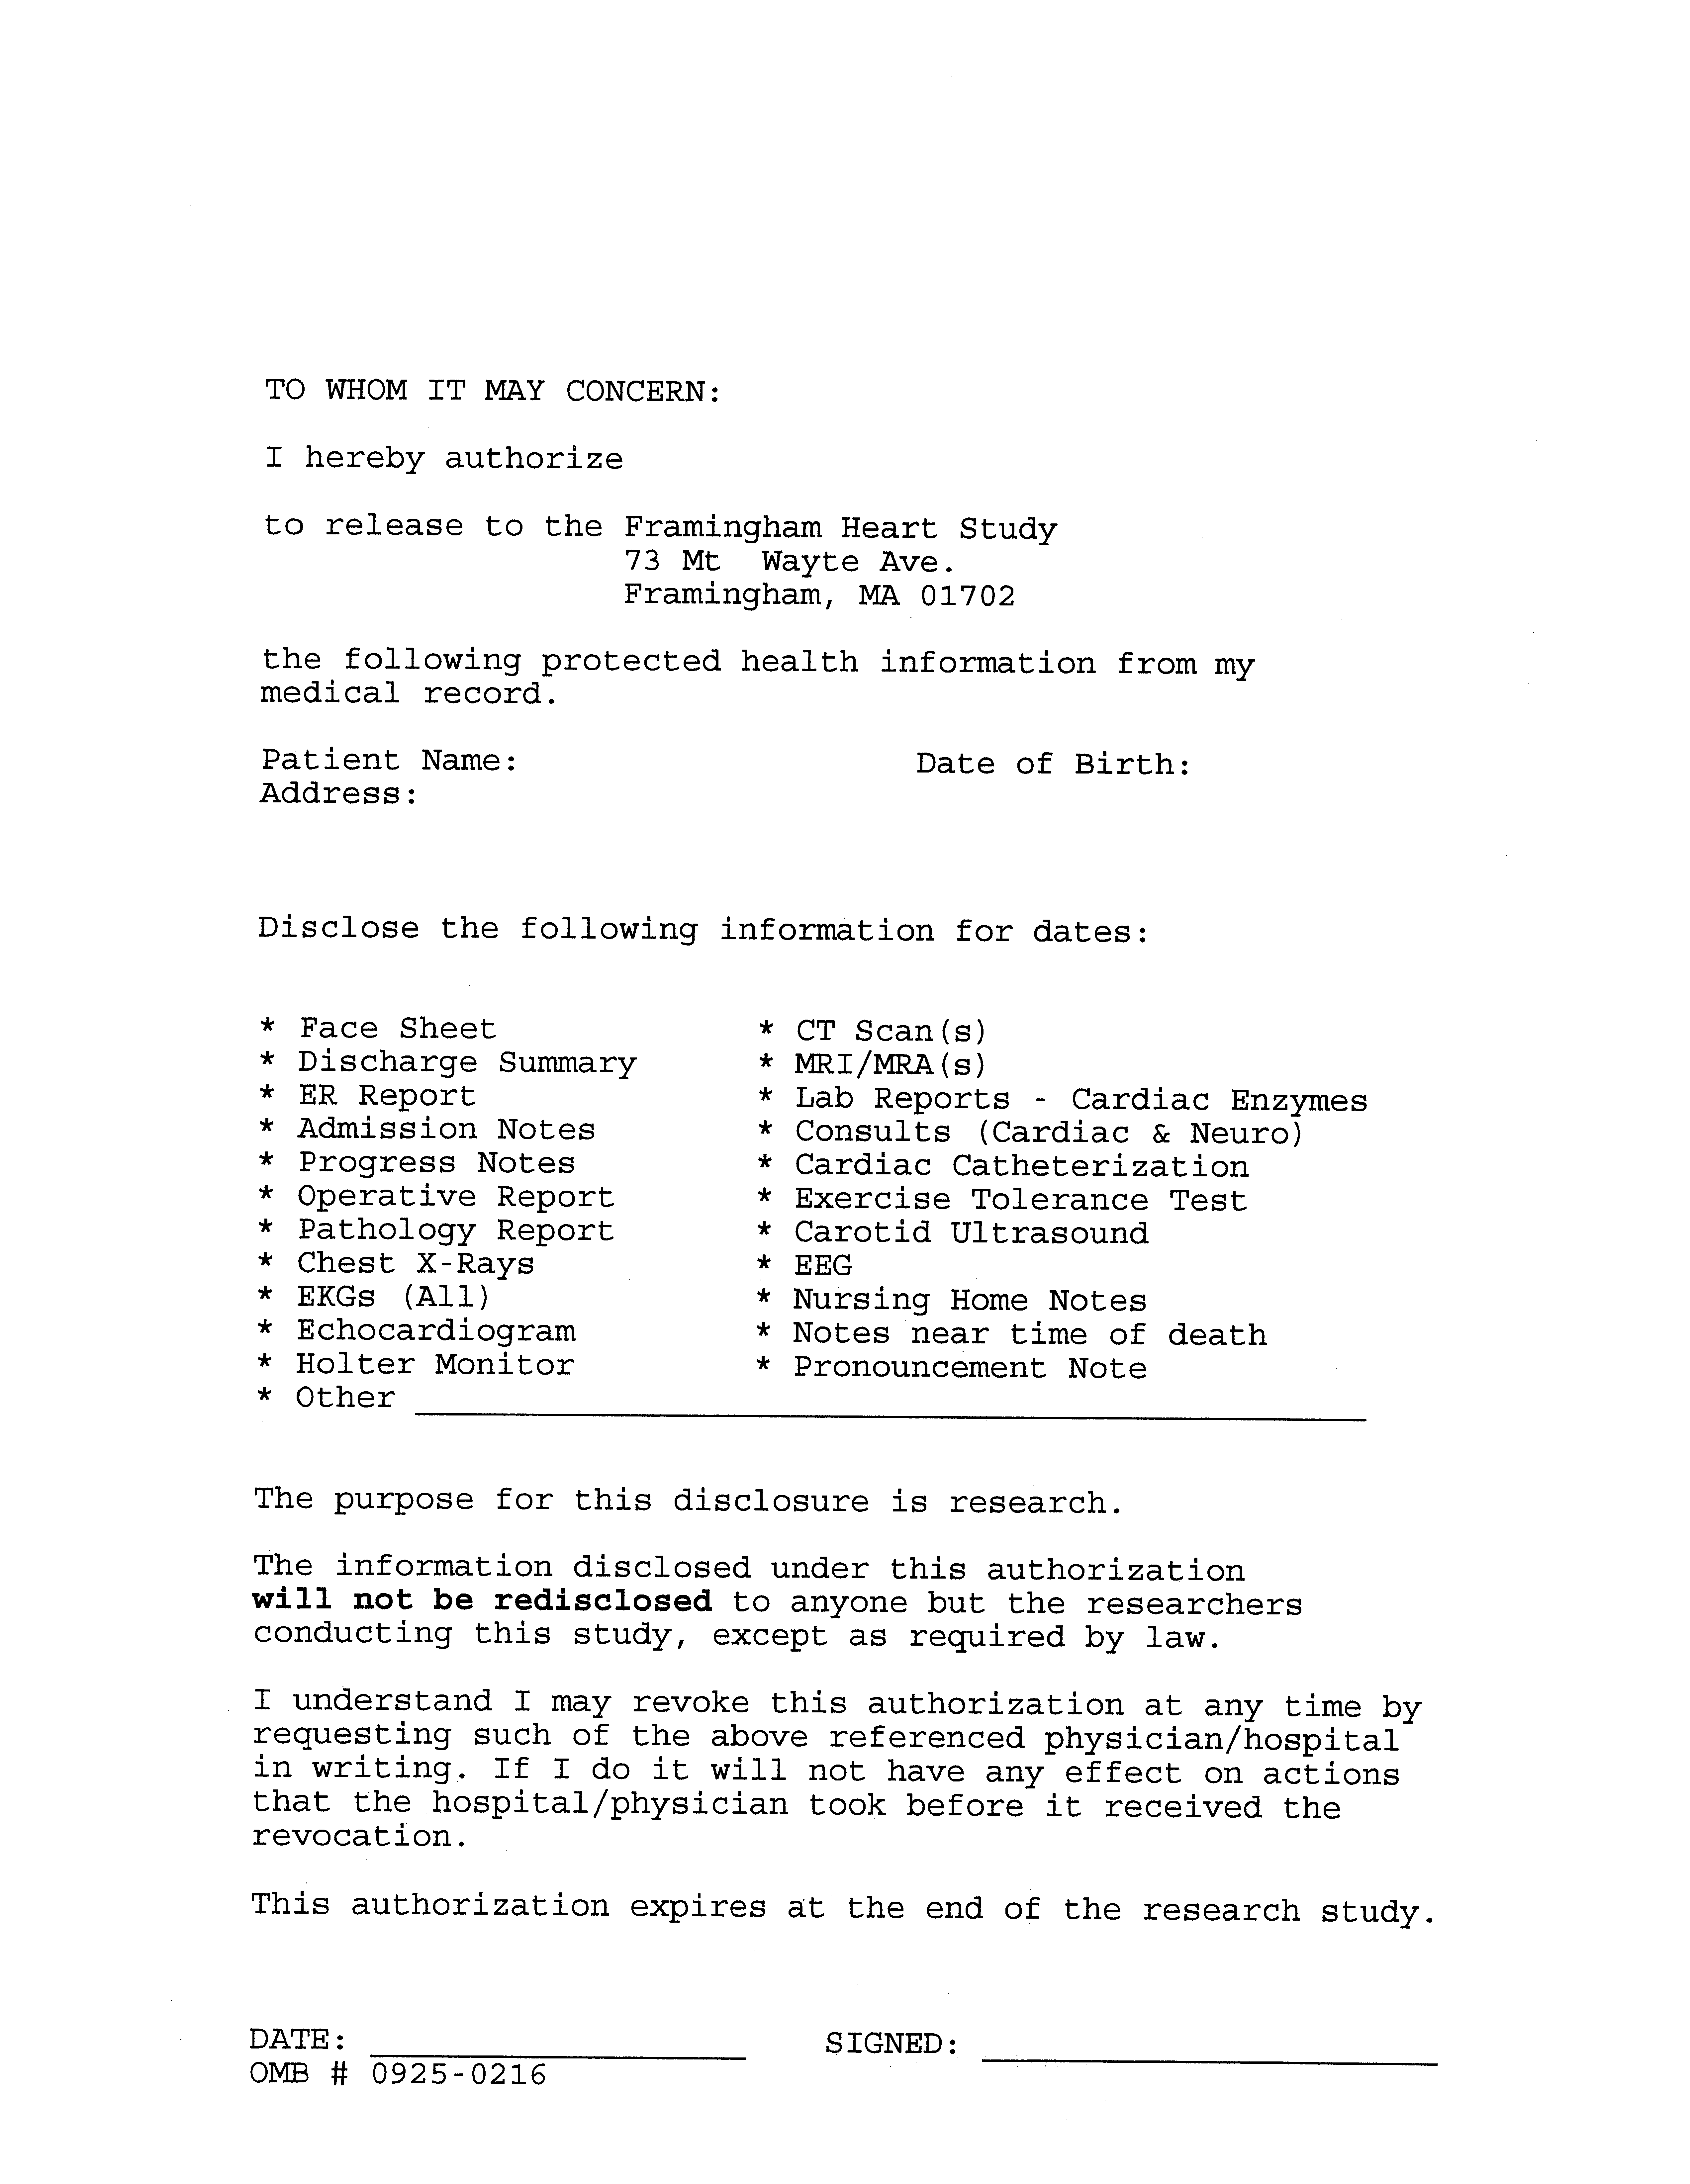 TO WHOM IT MAY CONCERN:
I hereby authorize
to release to the Framingham Heart Study
73 Mt Wayte Ave.
Framingham, MA 01702
the following protected health information from my
medical record.
Patient Name: Date of Birth:
Address:
Disclose the following information for dates:
* Face Sheet * CT Scan(s)
* Discharge Summary * MRI/MRA(s)
* ER Report * Lab Reports - Cardiac Enzymes
* Admission Notes * Consults (Cardiac & Neuro)
* Progress Notes * Cardiac Catheterization
* Operative Report * Exercise Tolerance Test
* Pathology Report * Carotid Ultrasound
* Chest X-Rays * EEG
* EKGs (All) * Nursing Home Notes
* Echocardiogram * Notes near time of death
* Holter Monitor * Pronouncement Note
* Other
The purpose for this disclosure is research.
The information disclosed under this authorization
will not be redisclosed to anyone but the researchers
conducting this study, except as required by law.
I understand I may revoke this authorization at any time by
requesting such of the above referenced physician/hospital
in writing. If I do it will not have any effect on actions
that the hospital/physician took before it received the
revocation.
This authorization expires at the end of the research study.
DATE: SIGNED:
OMB # 0925-0216